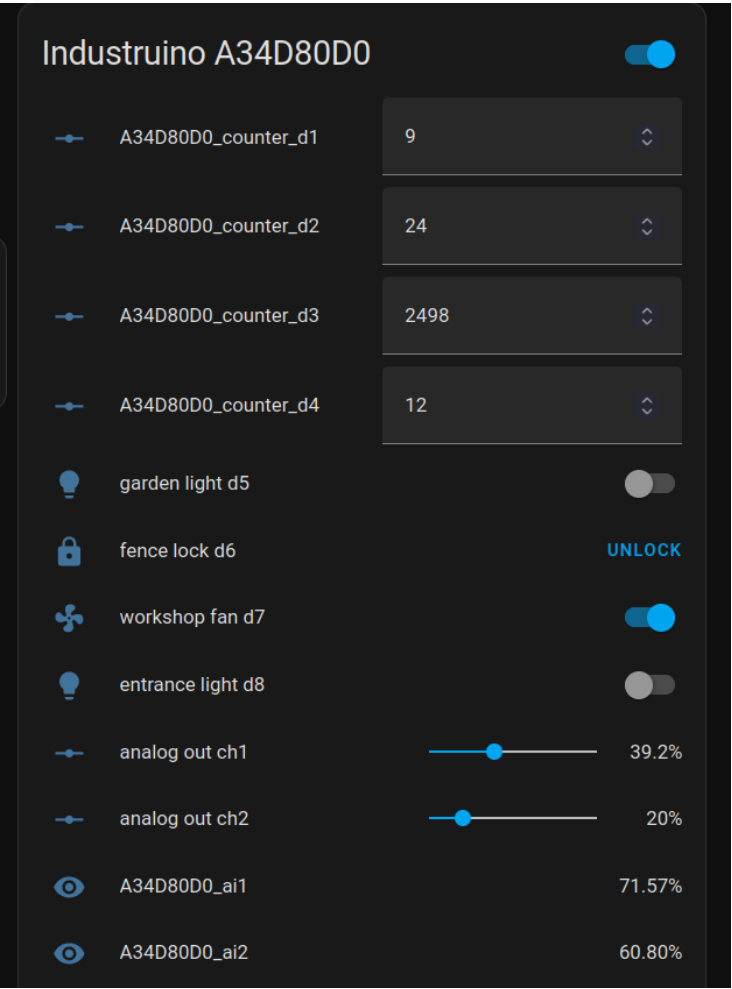 Industruino A34D80D0
A34D80D0_counter_d1 9
A34D80D0_counter_d2 24
A34D80D0_counter_d3 2498
A34D80D0_counter_d4 12
garden light d5
fence lock d6 UNLOCK
workshop fan d7
entrance light d8
analog out ch1 39.2%
analog out ch2 20%
A34D80D0_ai1 71.57%
A34D80D0_ai2 60.80%